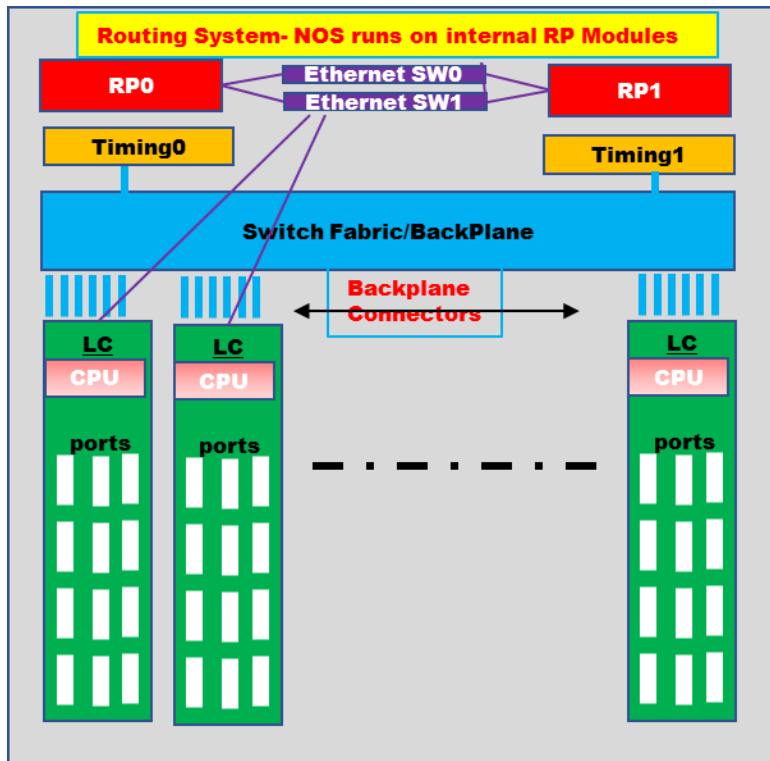 Routing System- NOS runs on internal RP Modules
RP0
Ethernet SW0
Ethernet SW1
RP1
Timing0
Timing1
Switch Fabric/BackPlane
Backplane
Connectors
LC
CPU
ports
LC
CPU
ports
LC
CPU
ports